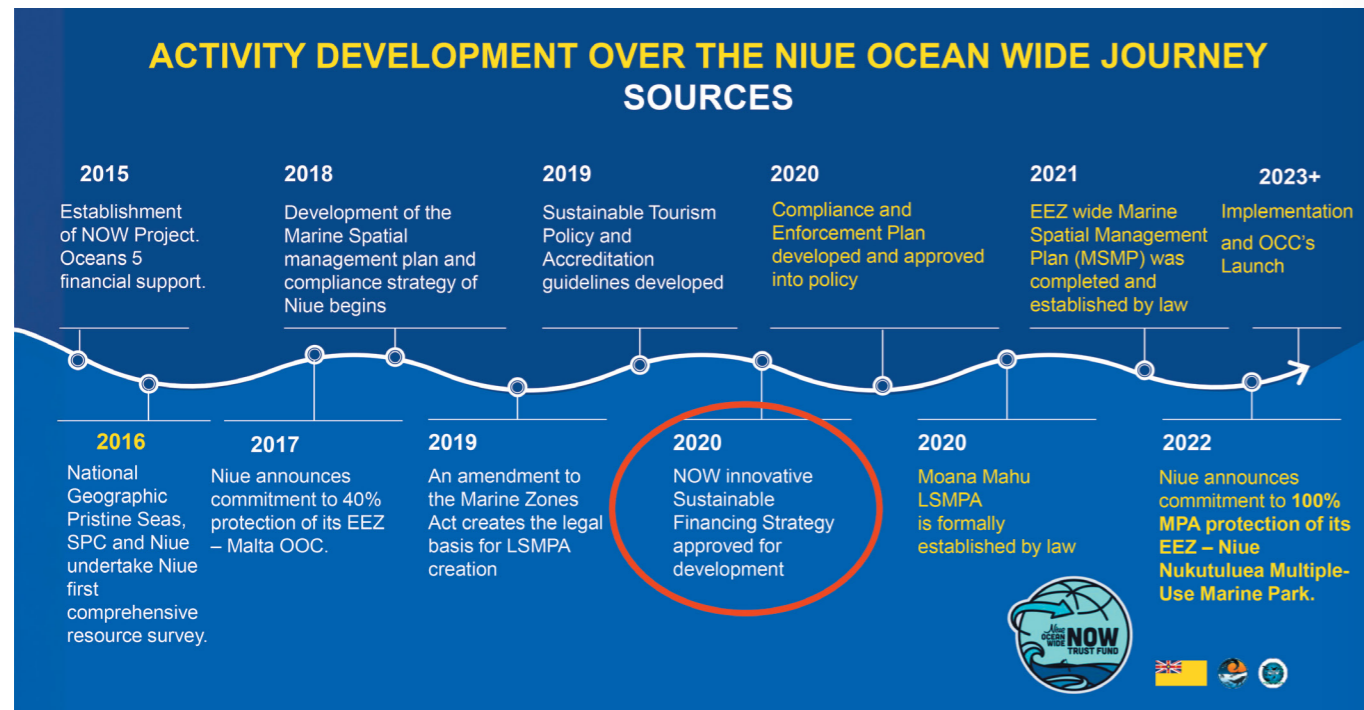 ACTIVITY DEVELOPMENT OVER THE NIUE OCEAN WIDE JOURNEY
SOURCES
2015
Establishment
of NOW Project.
Oceans 5
financial support.
2018
Development of the
Marine Spatial
management plan and
compliance strategy of
Niue begins
2019
Sustainable Tourism
Policy and
Accreditation
guidelines developed
2020
Compliance and
Enforcement Plan
developed and approved
into policy
2021
EEZ wide Marine
Spatial Management
Plan (MSMP) was
completed and
established by law
2023+
Implementation
and OCC's
Launch
2016
National
Geographic
Pristine Seas,
SPC and Niue
undertake Niue
first
comprehensive
resource survey.
2017
Niue announces
commitment to 40%
protection of its EEZ
– Malta OOC.
2019
An amendment to
the Marine Zones
Act creates the legal
basis for LSMPA
creation
2020
NOW innovative
Sustainable
Financing Strategy
approved for
development
2020
Moana Mahu
LSMPA
is formally
established by law
2022
Niue announces
commitment to 100%
MPA protection of its
EEZ – Niue
Nukutuluea Multiple-
Use Marine Park.
Niue
OCEAN
WIDE
NOW
TRUST FUND